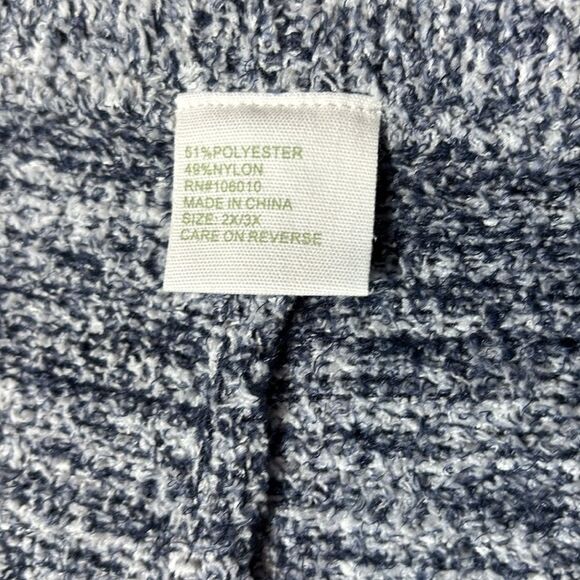 51%POLYESTER
49%NYLON
RN#106010
MADE IN CHINA
SIZE: 2X/3X
CARE ON REVERSE